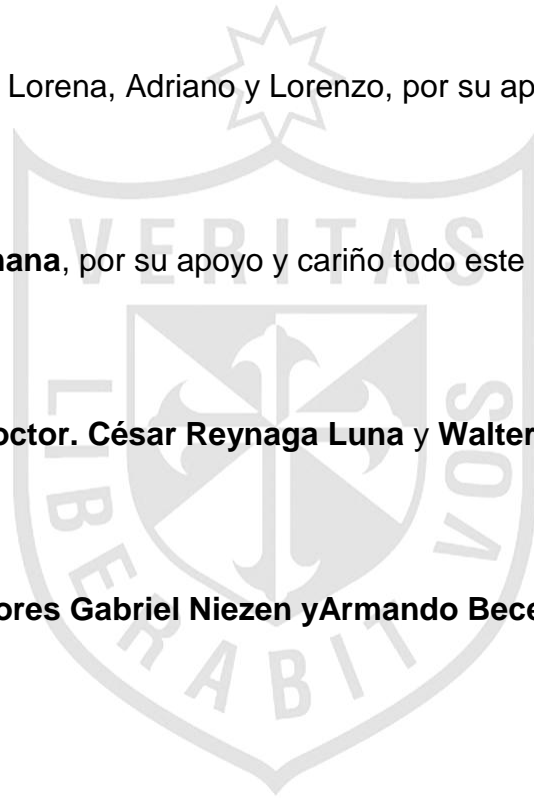 Lorena, Adriano y Lorenzo, por su ap
VERITAS
nana, por su apoyo y cariño todo este
LIBERABIT VOS
octor. César Reynaga Luna y Walter
ores Gabriel Niezen yArmando Bece